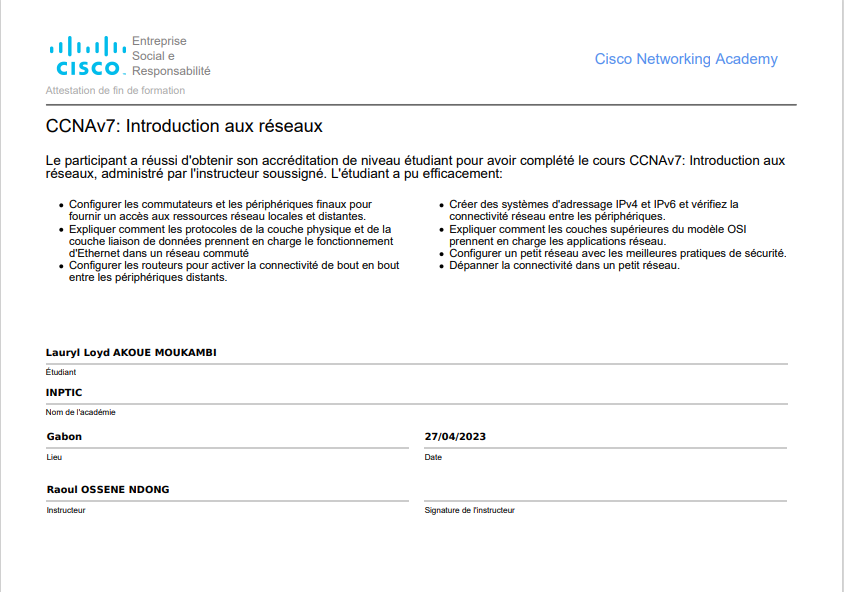 Entreprise
Social e
CISCO. Responsabilité
Cisco Networking Academy
Attestation de fin de formation
CCNAv7: Introduction aux réseaux
Le participant a réussi d'obtenir son accréditation de niveau étudiant pour avoir complété le cours CCNAv7: Introduction aux
réseaux, administré par l'instructeur soussigné. L'étudiant a pu efficacement:
• Configurer les commutateurs et les périphériques finaux pour
fournir un accès aux ressources réseau locales et distantes.
• Expliquer comment les protocoles de la couche physique et de la
couche liaison de données prennent en charge le fonctionnement
d'Ethernet dans un réseau commuté
• Configurer les routeurs pour activer la connectivité de bout en bout
entre les périphériques distants.
• Créer des systèmes d'adressage IPv4 et IPv6 et vérifiez la
connectivité réseau entre les périphériques.
• Expliquer comment les couches supérieures du modèle OSI
prennent en charge les applications réseau.
• Configurer un petit réseau avec les meilleures pratiques de sécurité.
• Dépanner la connectivité dans un petit réseau.
Lauryl Loyd AKOUE MOUKAMBI
Étudiant
INPTIC
Nom de l'académie
Gabon
Lieu
27/04/2023
Date
Raoul OSSENE NDONG
Instructeur
Signature de l'instructeur